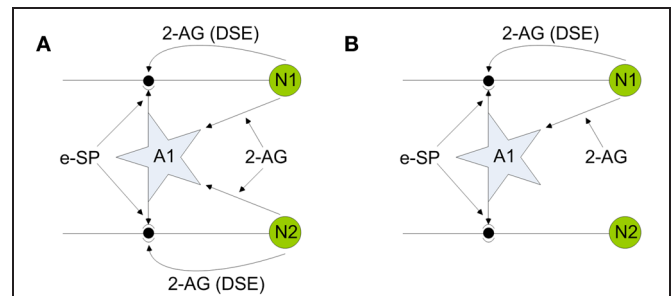 A
2-AG (DSE)
N1
e-SP
A1
2-AG
N2
2-AG (DSE)
B
2-AG (DSE)
N1
e-SP
A1
2-AG
N2